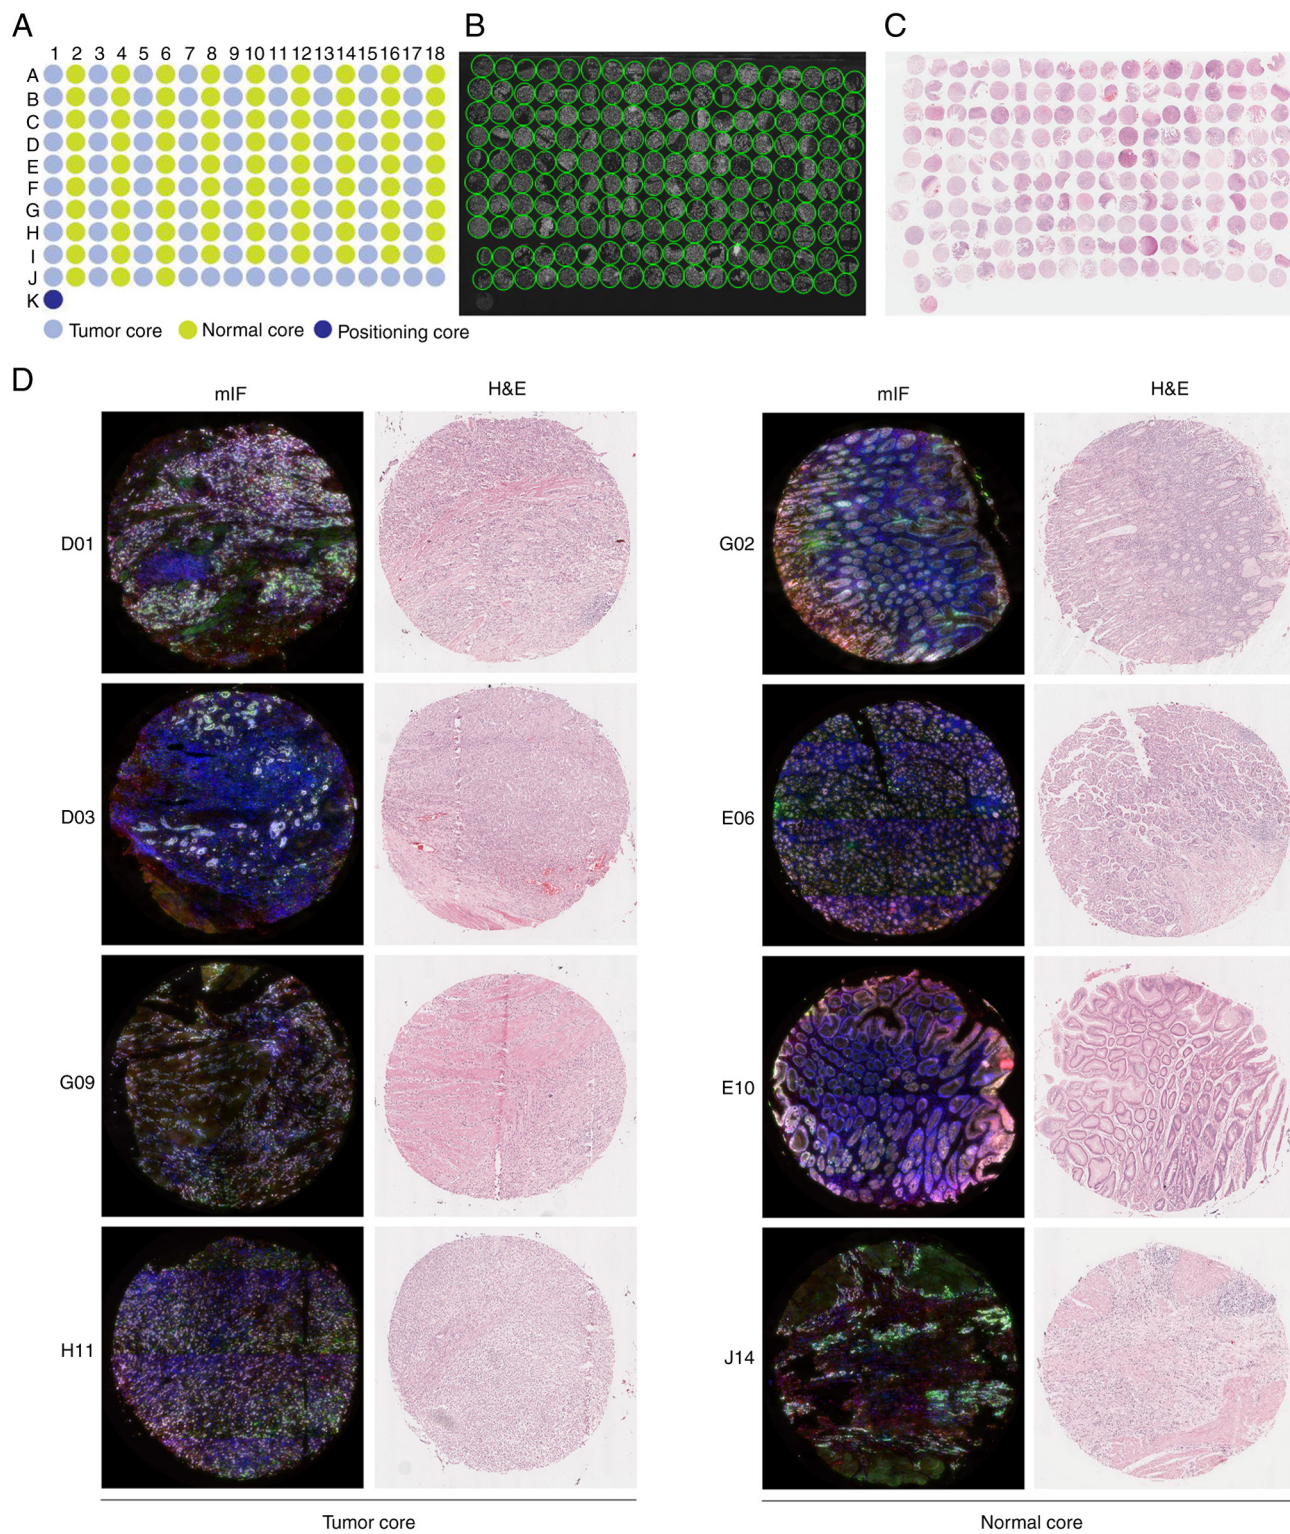 A
B
C
1 2 3 4 5 6 7 8 9 10 11 12 13 14 15 16 17 18
A
B
C
D
E
F
G
H
I
J
K
Tumor core Normal core Positioning core
D
mIF H&E mIF H&E
D01 G02
D03 E06
G09 E10
H11 J14
Tumor core Normal core